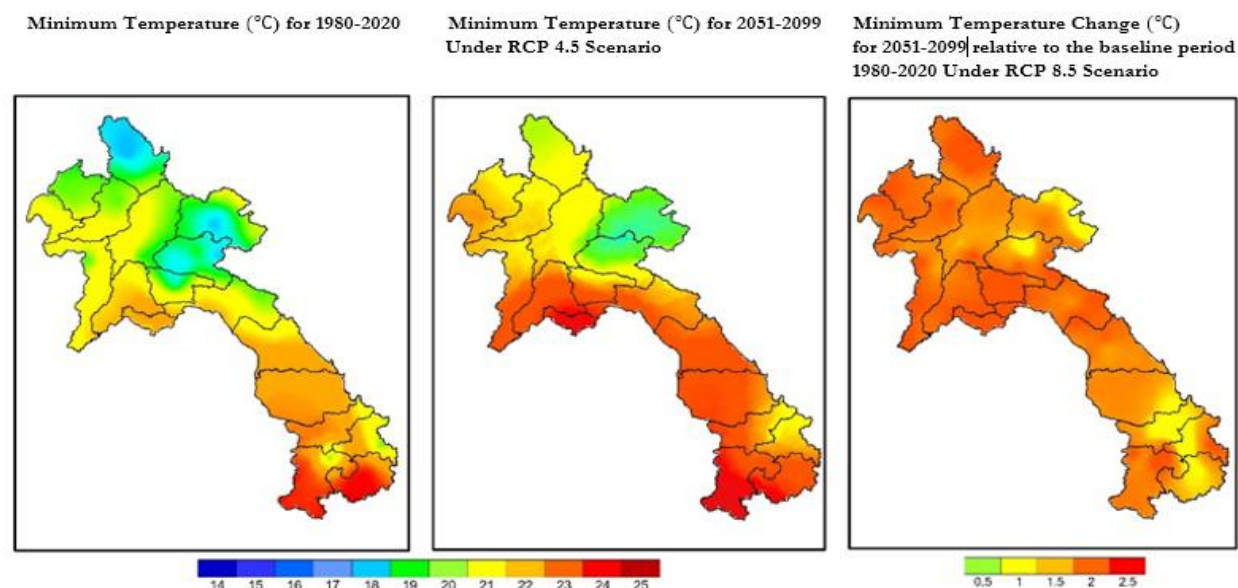 Minimum Temperature (°C) for 1980-2020
Minimum Temperature (°C) for 2051-2099
Under RCP 4.5 Scenario
Minimum Temperature Change (°C)
for 2051-2099 relative to the baseline period
1980-2020 Under RCP 8.5 Scenario
14 15 16 17 18 19 20 21 22 23 24 25
0.5 1 1.5 2 2.5